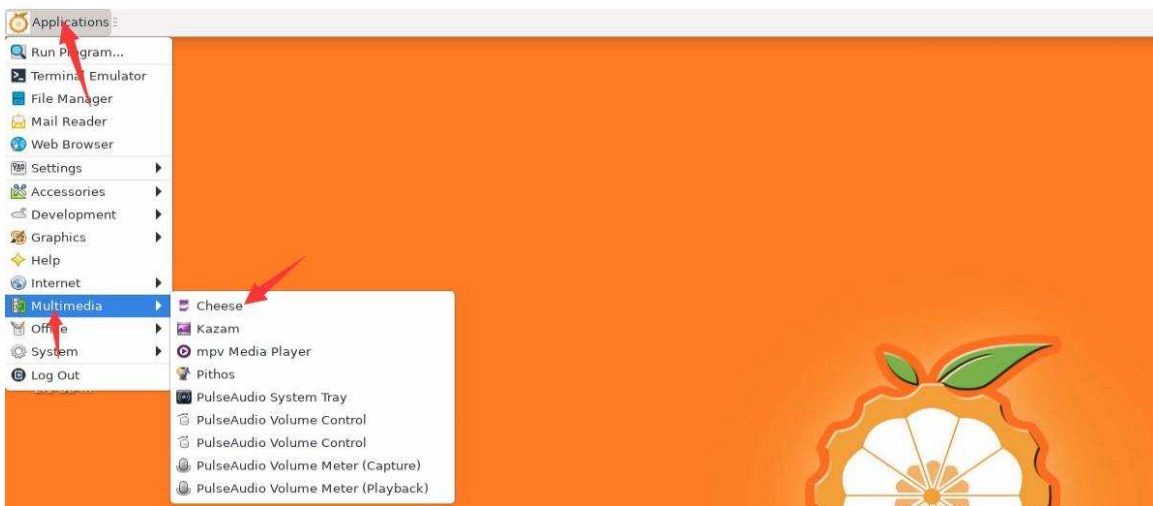 Applications
Run Program...
Terminal Emulator
File Manager
Mail Reader
Web Browser
Settings
Accessories
Development
Graphics
Help
Internet
Multimedia
Office
System
Log Out
Cheese
Kazam
mpv Media Player
Pithos
PulseAudio System Tray
PulseAudio Volume Control
PulseAudio Volume Control
PulseAudio Volume Meter (Capture)
PulseAudio Volume Meter (Playback)